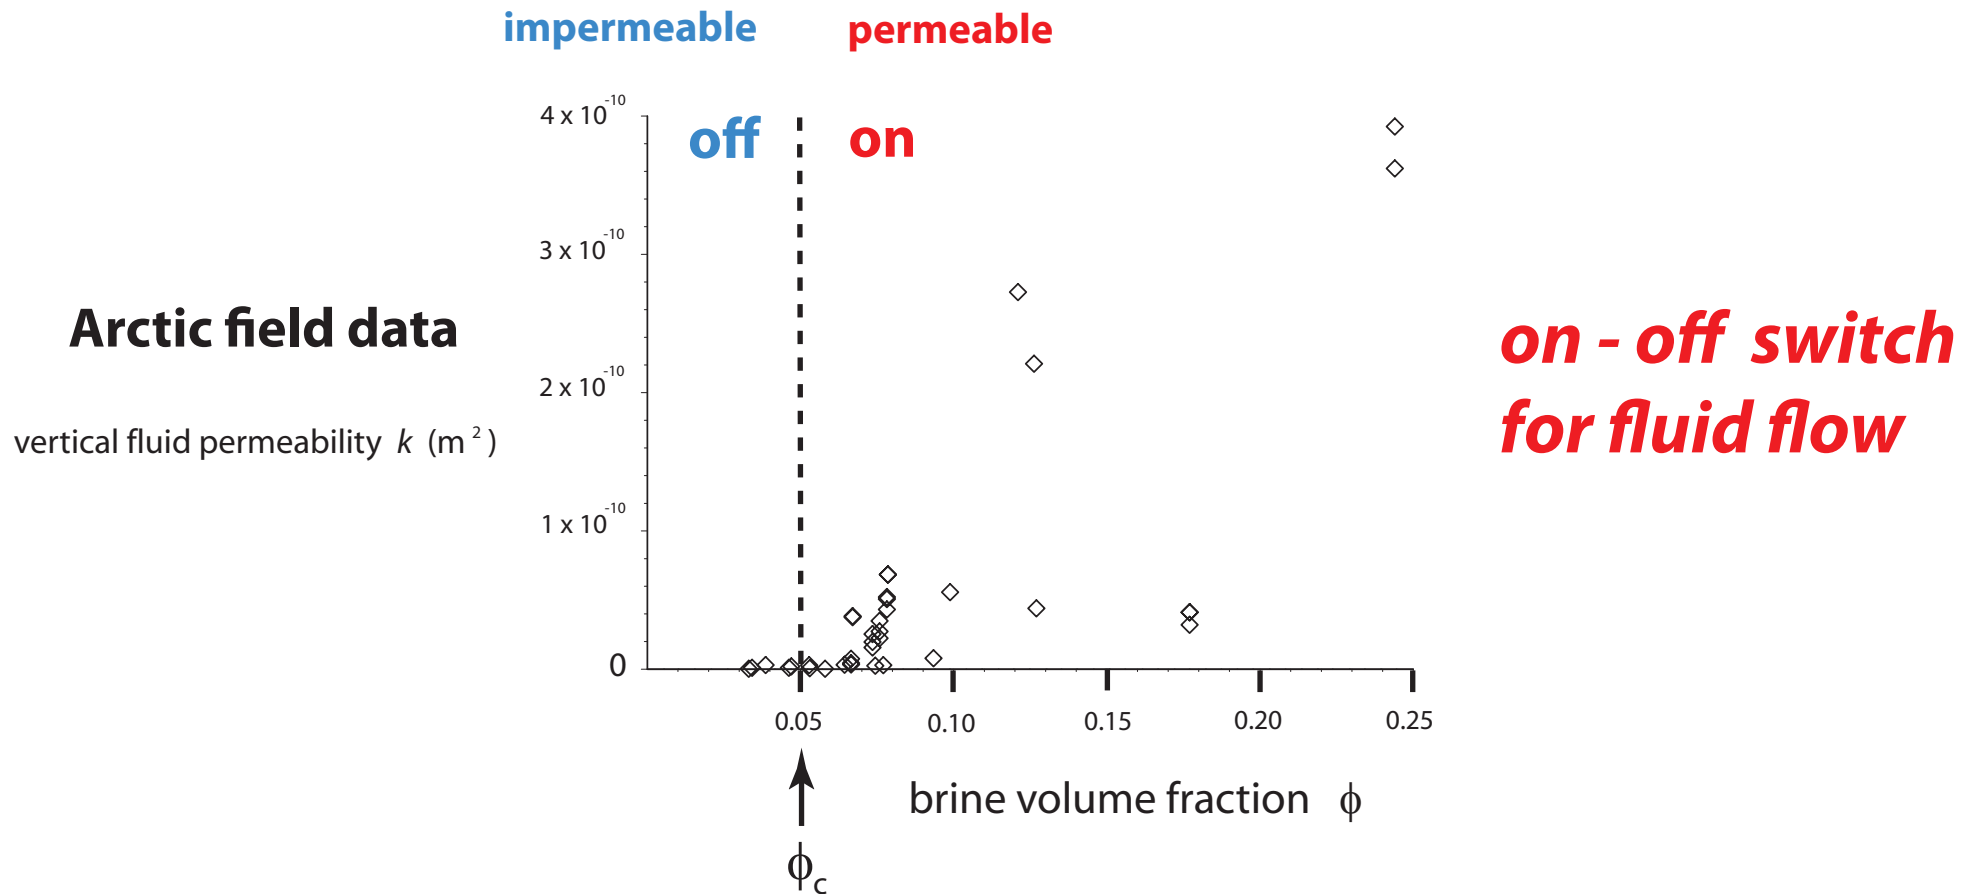 impermeable permeable
off on
4 x 10^-10
3 x 10^-10
2 x 10^-10
1 x 10^-10
0
Arctic field data
vertical fluid permeability k (m²)
on - off switch
for fluid flow
0.05 0.10 0.15 0.20 0.25
brine volume fraction ϕ
ϕc